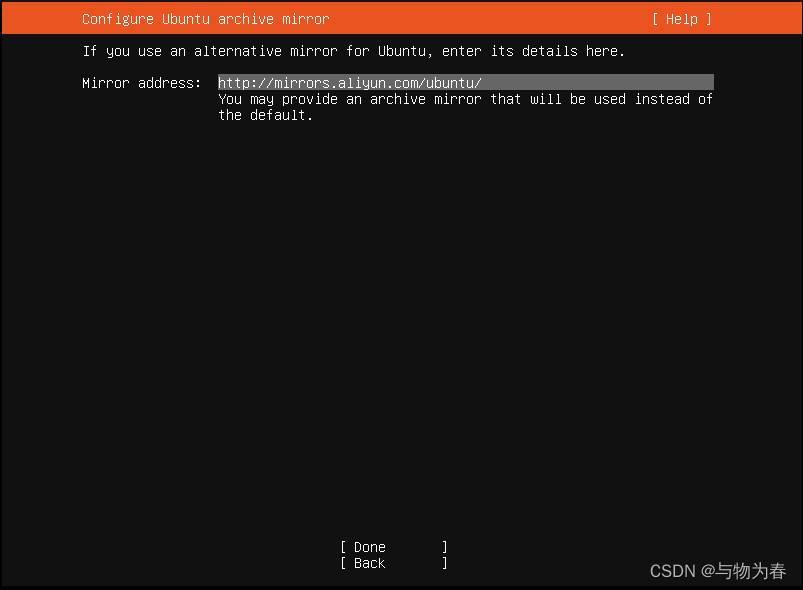 Configure Ubuntu archive mirror [ Help ]
If you use an alternative mirror for Ubuntu, enter its details here.
Mirror address: http://mirrors.aliyun.com/ubuntu/
You may provide an archive mirror that will be used instead of
the default.
[ Done ]
[ Back ]
CSDN @与物为春